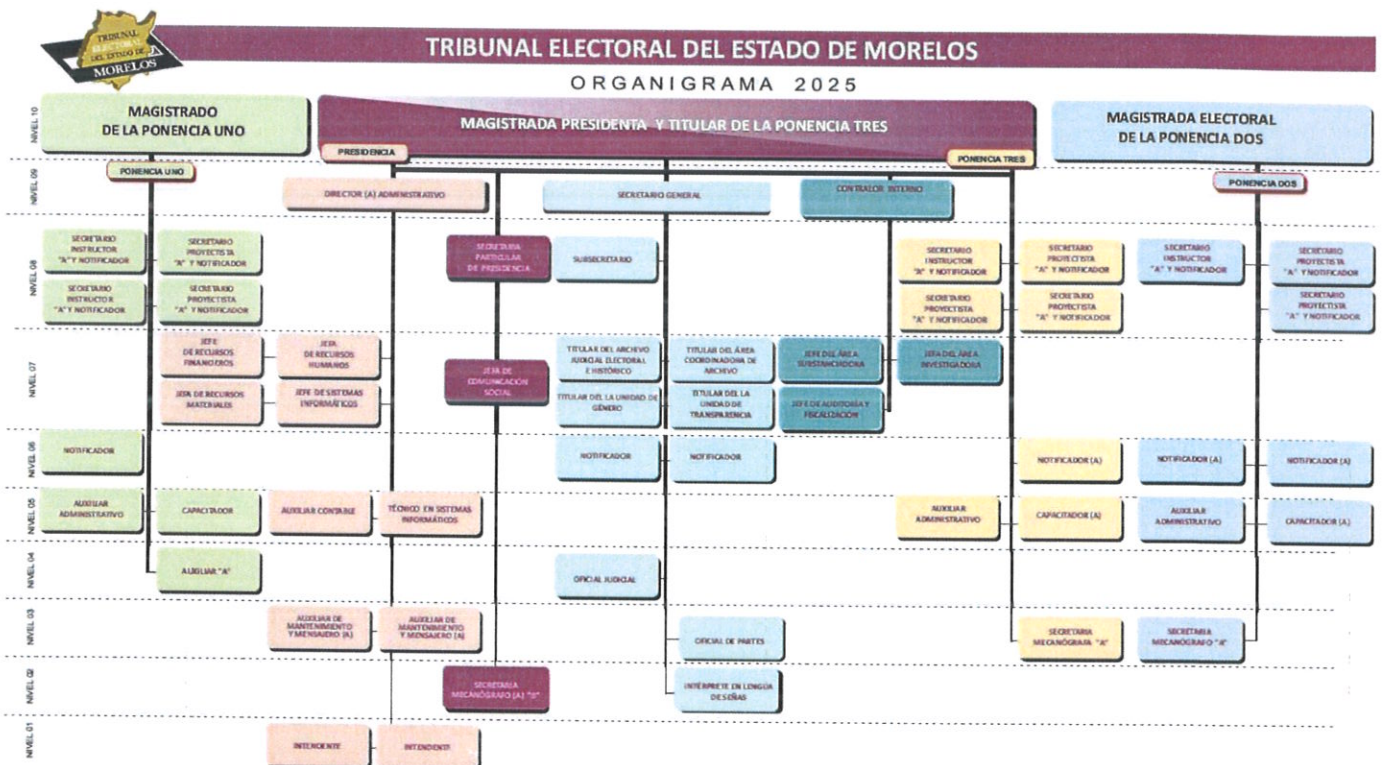 TRIBUNAL
ELECTORAL
DEL ESTADO DE
MORELOS
TRIBUNAL ELECTORAL DEL ESTADO DE MORELOS
ORGANIGRAMA 2025
NIVEL 10
MAGISTRADO
DE LA PONENCIA UNO
MAGISTRADA PRESIDENTA Y TITULAR DE LA PONENCIA TRES
MAGISTRADA ELECTORAL
DE LA PONENCIA DOS
PRESIDENCIA
PONENCIA TRES
NIVEL 09
PONENCIA UNO
DIRECTOR (A) ADMINISTRATIVO
SECRETARIO GENERAL
CONTRALOR INTERNO
PONENCIA DOS
NIVEL 08
SECRETARIO
INSTRUCTOR
"A" Y NOTIFICADOR
SECRETARIO
PROYECTISTA
"A" Y NOTIFICADOR
SECRETARIA
PARTICULAR
DE PRESIDENCIA
SUBSECRETARIO
SECRETARIO
INSTRUCTOR
"A" Y NOTIFICADOR
SECRETARIO
PROYECTISTA
"A" Y NOTIFICADOR
SECRETARIO
INSTRUCTOR
"A" Y NOTIFICADOR
SECRETARIO
PROYECTISTA
"A" Y NOTIFICADOR
SECRETARIO
INSTRUCTOR
"A" Y NOTIFICADOR
SECRETARIO
PROYECTISTA
"A" Y NOTIFICADOR
SECRETARIO
PROYECTISTA
"A" Y NOTIFICADOR
SECRETARIO
PROYECTISTA
"A" Y NOTIFICADOR
SECRETARIO
PROYECTISTA
"A" Y NOTIFICADOR
NIVEL 07
JEFE
DE RECURSOS
FINANCIEROS
JEFA
DE RECURSOS
HUMANOS
JEFA DE
COMUNICACIÓN
SOCIAL
TITULAR DEL ARCHIVO
JUDICIAL ELECTORAL
E HISTÓRICO
TITULAR DEL ÁREA
COORDINADORA DE
ARCHIVO
JEFE DEL ÁREA
SUBSTANCIADORA
JEFA DEL ÁREA
INVESTIGADORA
JEFA DE RECURSOS
MATERIALES
JEFE DE SISTEMAS
INFORMÁTICOS
TITULAR DEL LA UNIDAD DE
GÉNERO
TITULAR DEL LA
UNIDAD DE
TRANSPARENCIA
JEFE DE AUDITORÍA Y
FISCALIZACIÓN
NIVEL 06
NOTIFICADOR
NOTIFICADOR
NOTIFICADOR
NOTIFICADOR (A)
NOTIFICADOR (A)
NOTIFICADOR (A)
NIVEL 05
AUXILIAR
ADMINISTRATIVO
CAPACITADOR
AUXILIAR CONTABLE
TÉCNICO EN SISTEMAS
INFORMÁTICOS
AUXILIAR
ADMINISTRATIVO
CAPACITADOR (A)
AUXILIAR
ADMINISTRATIVO
CAPACITADOR (A)
NIVEL 04
AUXILIAR "A"
OFICIAL JUDICIAL
NIVEL 03
AUXILIAR DE
MANTENIMIENTO
Y MENSAJERO (A)
AUXILIAR DE
MANTENIMIENTO
Y MENSAJERO (A)
OFICIAL DE PARTES
SECRETARIA
MECANÓGRAFA "A"
SECRETARIA
MECANÓGRAFO "A"
NIVEL 02
SECRETARIA
MECANÓGRAFO (A) "B"
INTÉRPRETE EN LENGUA
DE SEÑAS
NIVEL 01
INTENDENTE
INTENDENTE